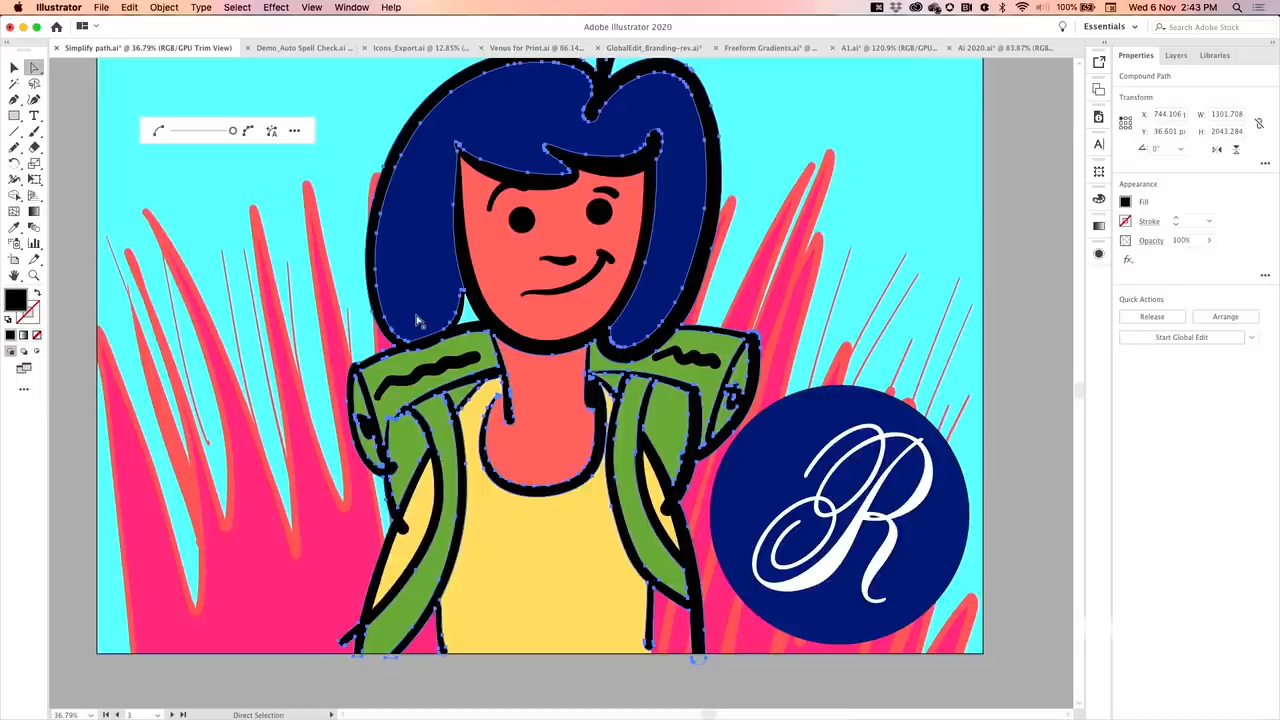 Illustrator File Edit Object Type Select Effect View Window Help
100% Wed 6 Nov 2:43 PM
Adobe Illustrator 2020
Essentials
Search Adobe Stock
Simplify path.ai* @ 36.79% (RGB/GPU Trim View)
Demo_Auto Spell Check.ai ...
Icons_Export.ai @ 12.85% (...
Venus for Print.ai @ 86.14...
GlobalEdit_Branding-rev.ai*
Freeform Gradients.ai* @ ...
A1.ai* @ 120.9% (RGB/GPU...
Ai 2020.ai* @ 83.87% (RGB...
Properties Layers Libraries
Compound Path
Transform
X: 744.106 p W: 1301.708
Y: 36.601 p H: 2043.284
0°
Appearance
Fill
Stroke
Opacity 100%
fx.
Quick Actions
Release Arrange
Start Global Edit
R
36.79% 3 Direct Selection